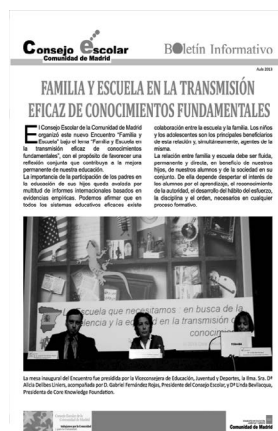 Consejo Escolar
Comunidad de Madrid
Boletín Informativo
FAMILIA Y ESCUELA EN LA TRANSMISIÓN
EFICAZ DE CONOCIMIENTOS FUNDAMENTALES
El Consejo Escolar de la Comunidad de Madrid
organizó este nuevo Encuentro "Familia y
Escuela" bajo el lema "Familia y Escuela en
la transmisión eficaz de conocimientos
fundamentales", con el propósito de favorecer una
reflexión conjunta que contribuye a la mejora
permanente de nuestra educación.
La importancia de la participación de los padres en
la educación de sus hijos queda avalada por
multitud de informes internacionales basados en
evidencias empíricas. Podemos afirmar que en
todos los sistemas educativos eficaces existe
colaboración entre la escuela y la familia. Los niños
y los adolescentes son los principales beneficiarios
de esta relación y, simultáneamente, agentes de la
misma.
La relación entre familia y escuela debe ser fluida,
permanente y directa, en beneficio de nuestros
hijos, de nuestros alumnos y de la sociedad en su
conjunto. De ella depende despertar el interés de
los alumnos por el aprendizaje, el reconocimiento
de la autoridad, el desarrollo del hábito del esfuerzo,
la disciplina y el orden, necesarios en cualquier
proceso formativo.
escuela que necesitamos: en busca de la
lencia y la e d en la transmisión d
conocimien
La mesa inaugural del Encuentro fue presidida por la Viceconsejera de Educación, Juventud y Deportes, la Ilma. Sra. Dª
Alicia Delibes Liniers, acompañada por D. Gabriel Fernández Rojas, Presidente del Consejo Escolar, y Dª Linda Bevilacqua,
Presidenta de Core Knowledge Foundation.
Comunidad de Madrid